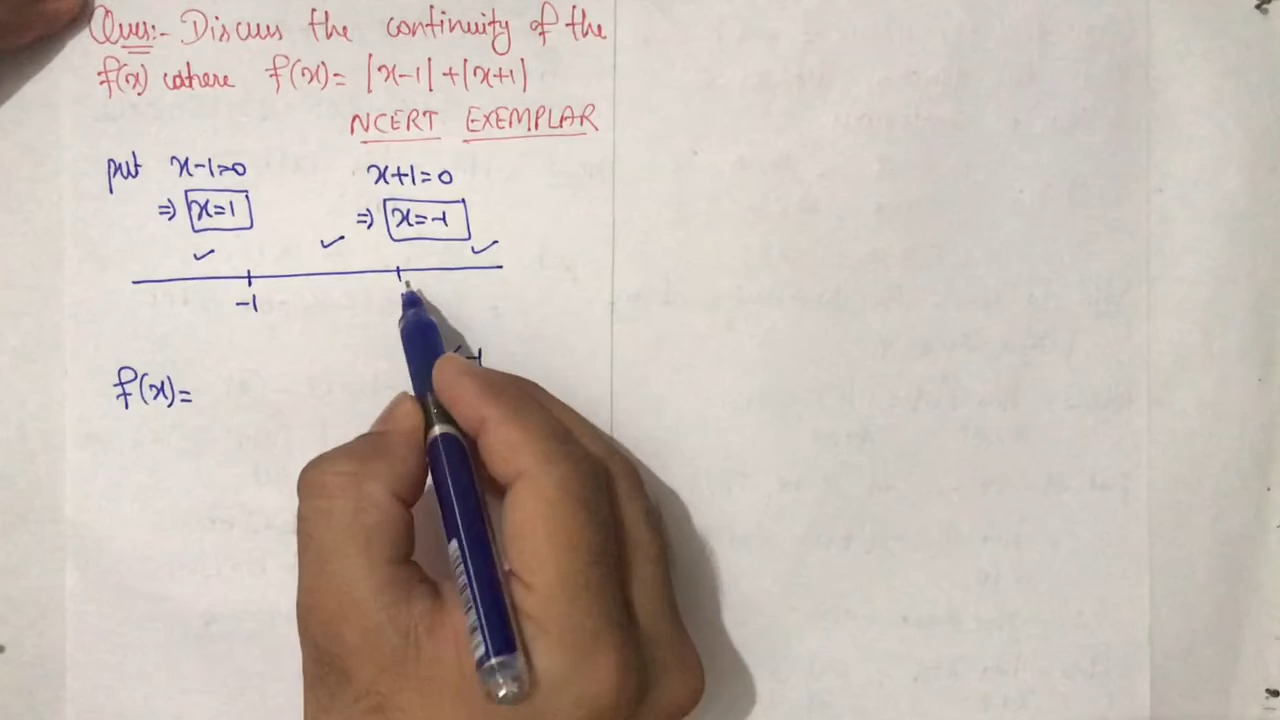 Ques:- Discuss the continuity of the
f(x) where f(x)= |x-1|+|x+1|
NCERT EXEMPLAR
put x-1=0 x+1=0
⇒ x=1 ⇒ x=-1
-1
f(x)=